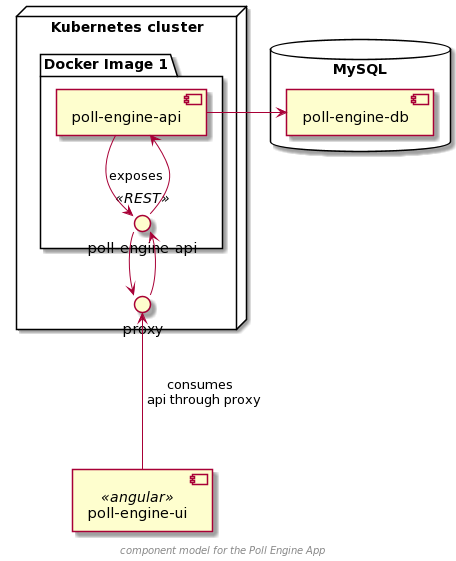 Kubernetes cluster
Docker Image 1
MySQL
poll-engine-api
poll-engine-db
exposes
«REST»
poll-engine-api
proxy
consumes
api through proxy
«angular»
poll-engine-ui
component model for the Poll Engine App